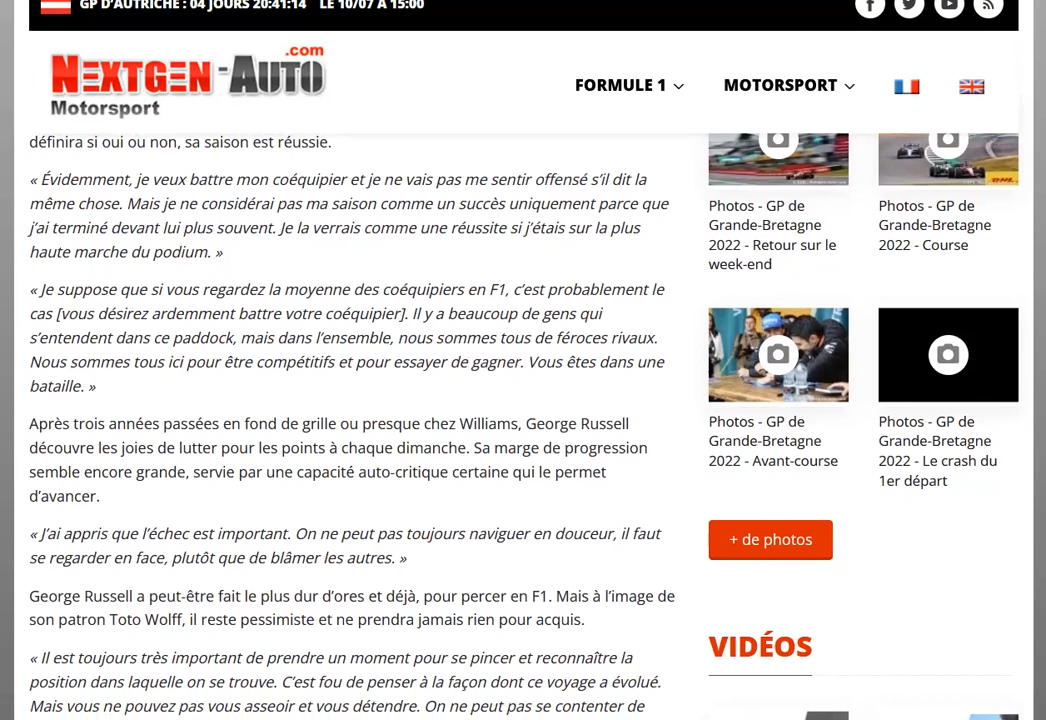 GP D'AUTRICHE : 04 JOURS 20:41:14 LE 10/07 À 15:00
NEXTGEN-AUTO.com
Motorsport
FORMULE 1
MOTORSPORT
définira si oui ou non, sa saison est réussie.
« Évidemment, je veux battre mon coéquipier et je ne vais pas me sentir offensé s’il dit la
même chose. Mais je ne considérai pas ma saison comme un succès uniquement parce que
j’ai terminé devant lui plus souvent. Je la verrais comme une réussite si j’étais sur la plus
haute marche du podium. »
« Je suppose que si vous regardez la moyenne des coéquipiers en F1, c’est probablement le
cas [vous désirez ardemment battre votre coéquipier]. Il y a beaucoup de gens qui
s’entendent dans ce paddock, mais dans l’ensemble, nous sommes tous de féroces rivaux.
Nous sommes tous ici pour être compétitifs et pour essayer de gagner. Vous êtes dans une
bataille. »
Après trois années passées en fond de grille ou presque chez Williams, George Russell
découvre les joies de lutter pour les points à chaque dimanche. Sa marge de progression
semble encore grande, servie par une capacité auto-critique certaine qui le permet
d’avancer.
« J’ai appris que l’échec est important. On ne peut pas toujours naviguer en douceur, il faut
se regarder en face, plutôt que de blâmer les autres. »
George Russell a peut-être fait le plus dur d’ores et déjà, pour percer en F1. Mais à l’image de
son patron Toto Wolff, il reste pessimiste et ne prendra jamais rien pour acquis.
« Il est toujours très important de prendre un moment pour se pincer et reconnaître la
position dans laquelle on se trouve. C’est fou de penser à la façon dont ce voyage a évolué.
Mais vous ne pouvez pas vous asseoir et vous détendre. On ne peut pas se contenter de
Photos - GP de
Grande-Bretagne
2022 - Retour sur le
week-end
Photos - GP de
Grande-Bretagne
2022 - Course
Photos - GP de
Grande-Bretagne
2022 - Avant-course
Photos - GP de
Grande-Bretagne
2022 - Le crash du
1er départ
+ de photos
VIDÉOS